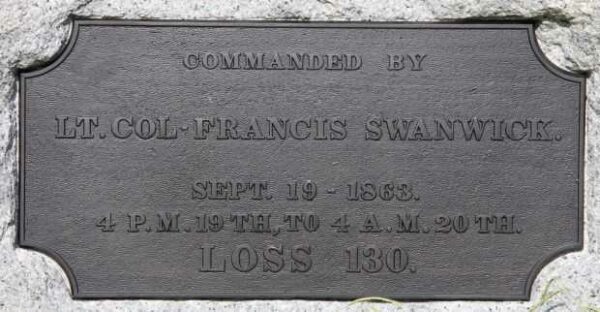 COMMANDED BY
LT. COL-FRANCIS SWANWICK.
SEPT. 19 - 1863.
4 P.M. 19TH, TO 4 A.M. 20TH.
LOSS 130.